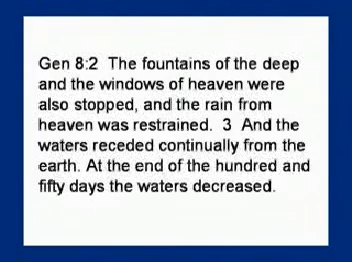 Gen 8:2  The fountains of the deep
and the windows of heaven were
also stopped, and the rain from
heaven was restrained.  3  And the
waters receded continually from the
earth. At the end of the hundred and
fifty days the waters decreased.